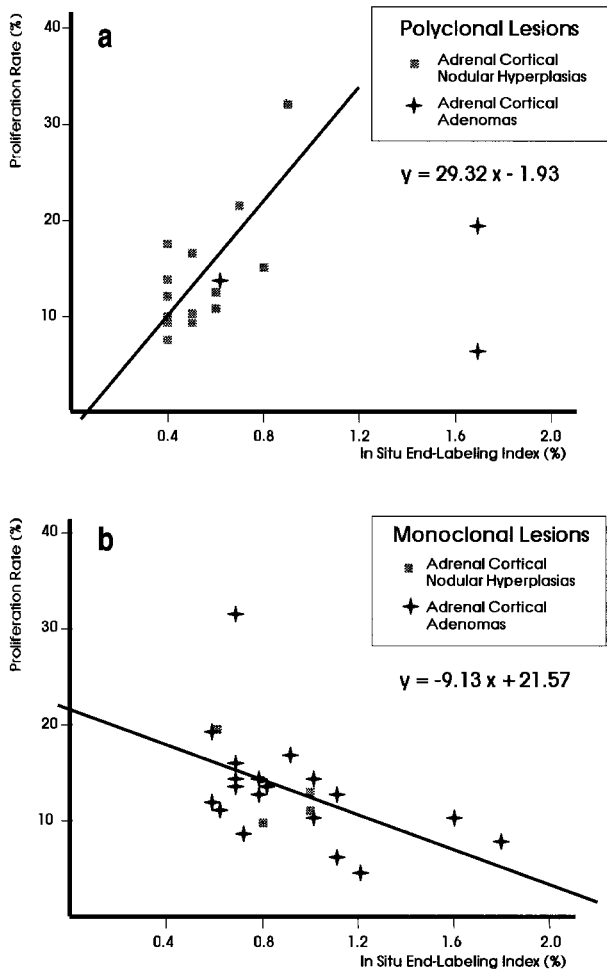 a
Proliferation Rate (%)
40
30
20
10
Polyclonal Lesions
Adrenal Cortical
Nodular Hyperplasias
Adrenal Cortical
Adenomas
y = 29.32 x - 1.93
0.4
0.8
1.2
1.6
2.0
In Situ End-Labeling Index (%)
b
Proliferation Rate (%)
40
30
20
10
Monoclonal Lesions
Adrenal Cortical
Nodular Hyperplasias
Adrenal Cortical
Adenomas
y = -9.13 x + 21.57
0.4
0.8
1.2
1.6
2.0
In Situ End-Labeling Index (%)